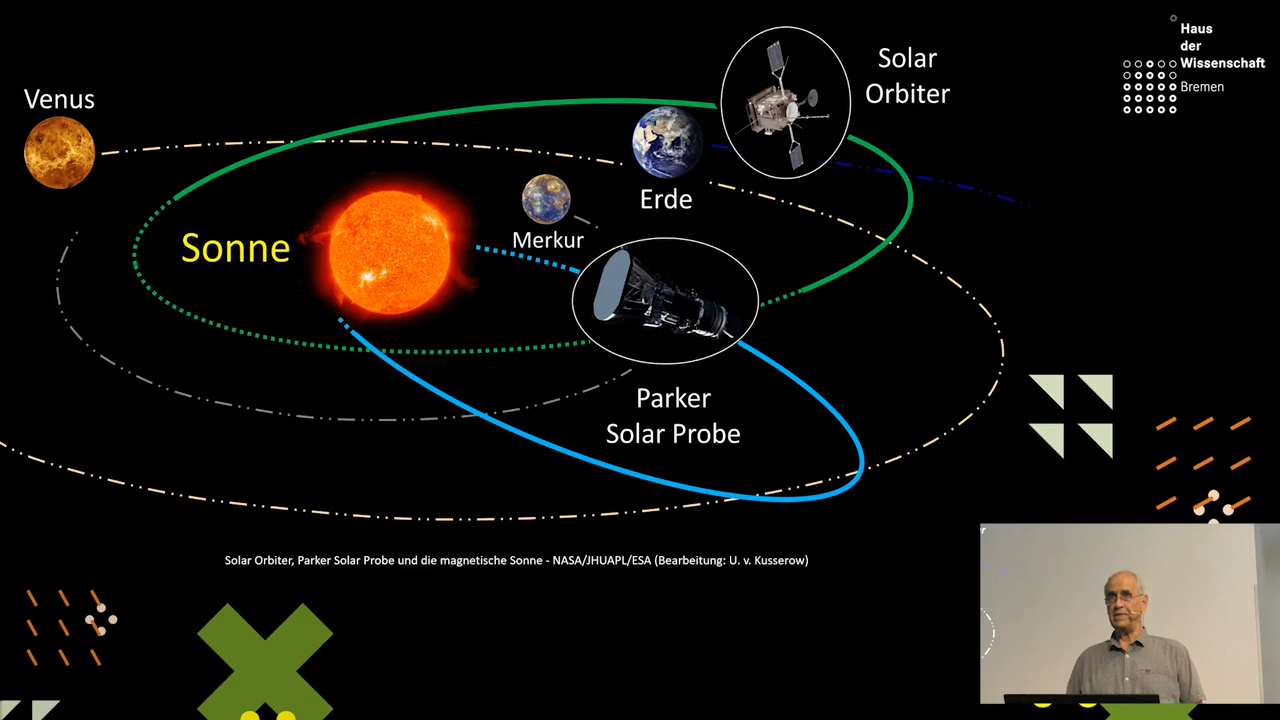 Haus
der
Wissenschaft
Bremen
Solar
Orbiter
Venus
Erde
Merkur
Sonne
Parker
Solar Probe
Solar Orbiter, Parker Solar Probe und die magnetische Sonne - NASA/JHUAPL/ESA (Bearbeitung: U. v. Kusserow)